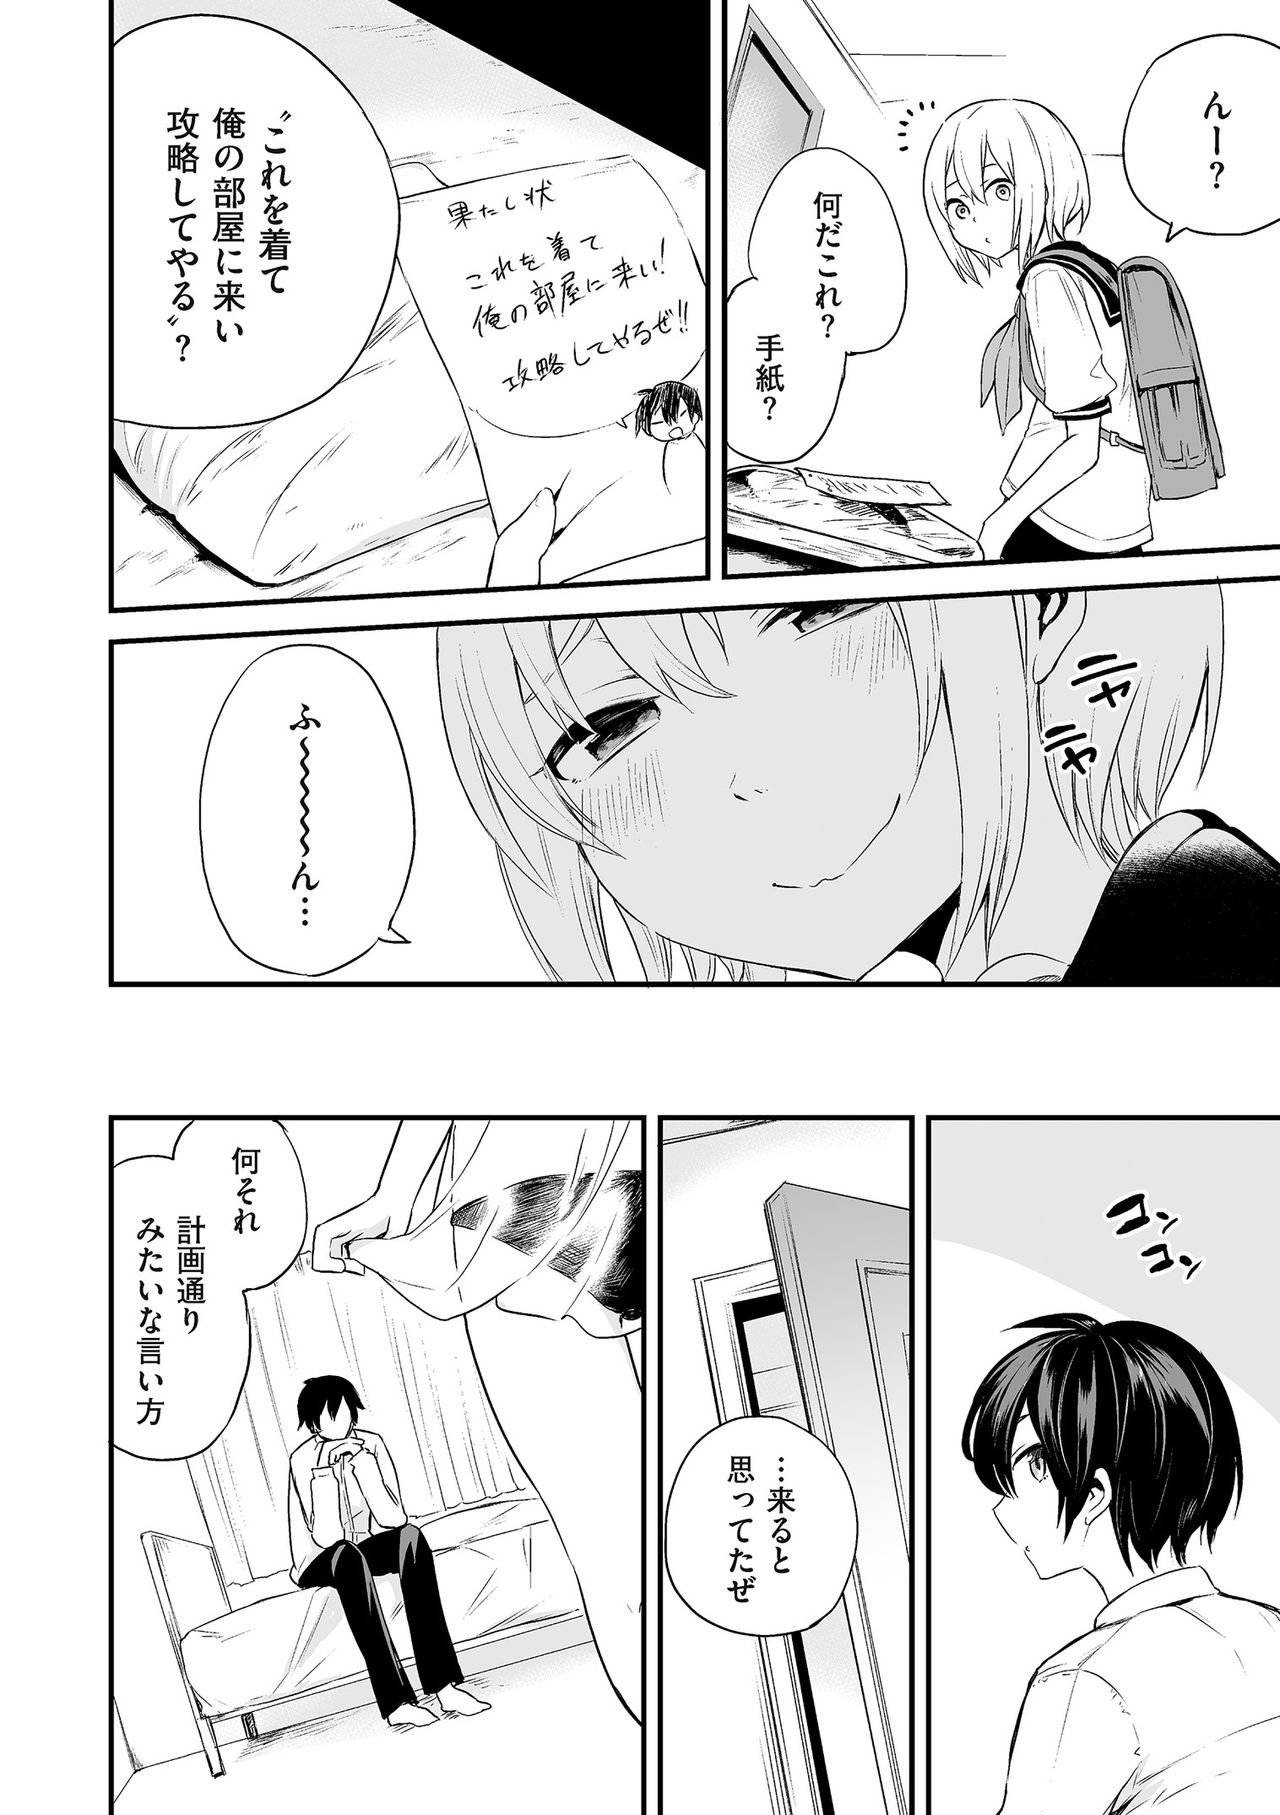 んー?
何だこれ?
手紙?
果たし状
これを着て
俺の部屋に来い!
攻略してやるぜ!!
〝これを着て
俺の部屋に来い
攻略してやる〟?
ニヤ
ニヤ
ふ〜〜〜〜ん…
コン
コン
…来ると
思ってたぜ
何それ
計画通り
みたいな言い方